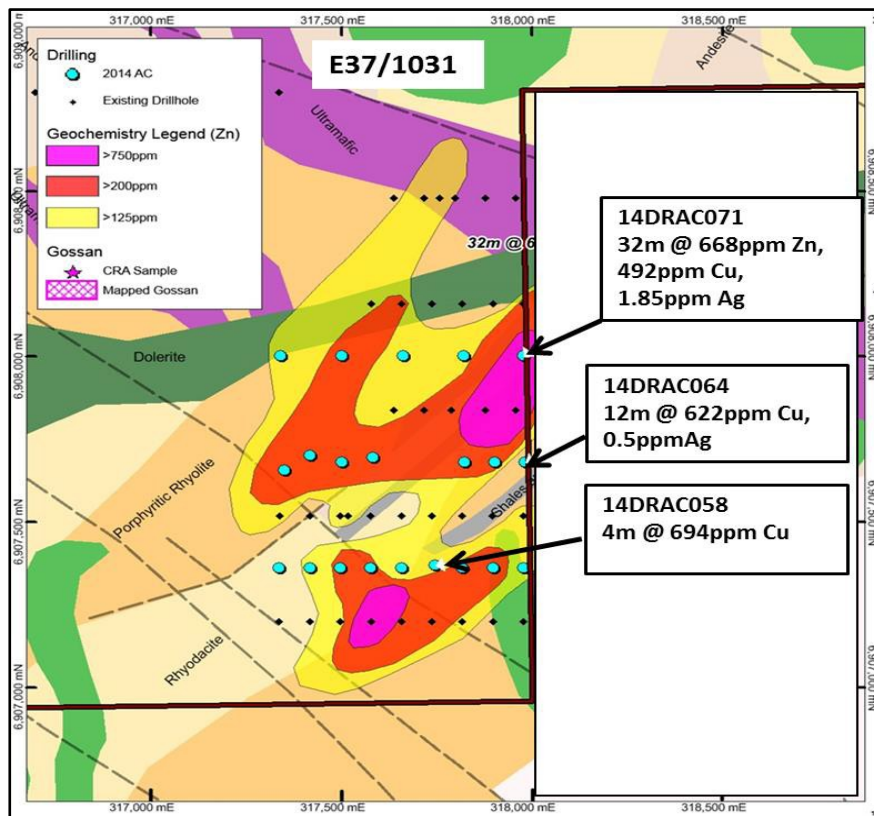 317,000 mE
317,500 mE
318,000 mE
318,500 mE
Drilling
2014 AC
Existing Drillhole
Geochemistry Legend (Zn)
>750ppm
>200ppm
>125ppm
Gossan
CRA Sample
Mapped Gossan
E37/1031
Andesite
Ultramafic
32m @ 6
14DRAC071
32m @ 668ppm Zn,
492ppm Cu,
1.85ppm Ag
6,908,000 mN
Dolerite
14DRAC064
12m @ 622ppm Cu,
0.5ppmAg
Porphyritic Rhyolite
Shales
6,907,500 mN
14DRAC058
4m @ 694ppm Cu
Rhyodacite
6,907,000 mN
317,000 mE
317,500 mE
318,000 mE
318,500 mE